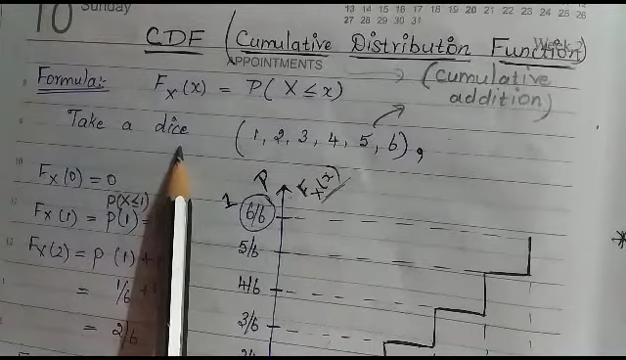 10 Sunday
13 14 15 16 17 18 19 20 21 22 23 24 25 26
27 28 29 30 31
CDF (Cumulative Distributon Function)
APPOINTMENTS
Formula:- Fx(x) = P(X≤x) (cumulative addition)
Take a dice (1, 2, 3, 4, 5, 6),
Fx(0) = 0
P(X≤1)
Fx(1) = P(1) =
Fx(2) = P(1) +
= 1/6 +
= 2/6
P Fx(x)
1 6/6
5/6
4/6
3/6